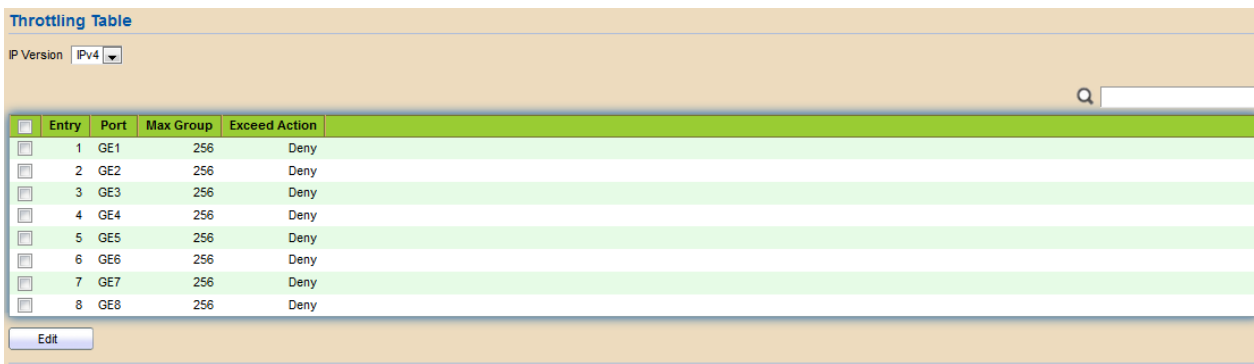 Throttling Table
IP Version IPv4
Entry Port Max Group Exceed Action
1 GE1 256 Deny
2 GE2 256 Deny
3 GE3 256 Deny
4 GE4 256 Deny
5 GE5 256 Deny
6 GE6 256 Deny
7 GE7 256 Deny
8 GE8 256 Deny
Edit